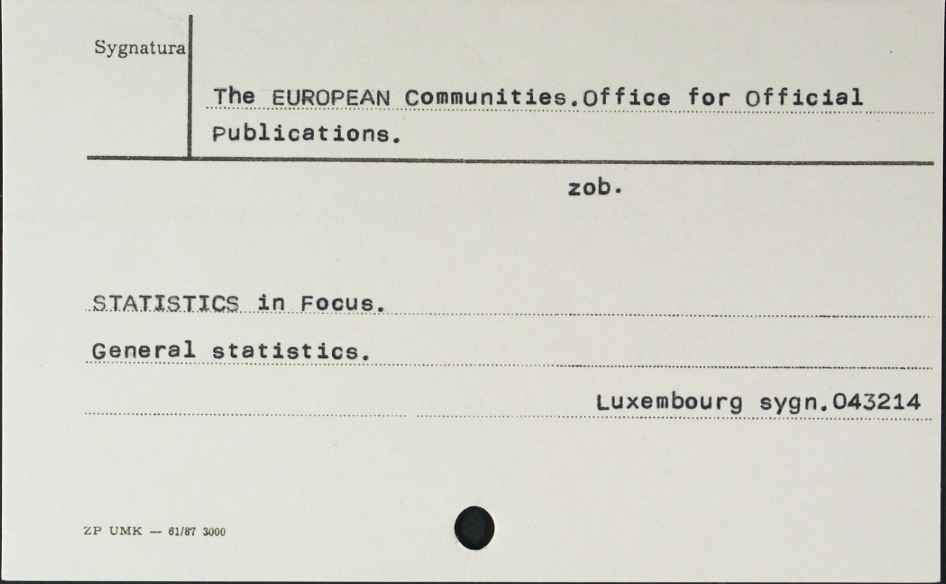 Sygnatura
The EUROPEAN Communities.Office for Official
Publications.
zob.
STATISTICS in Focus.
General statistics.
Luxembourg sygn.043214
ZP UMK — 61/87 3000